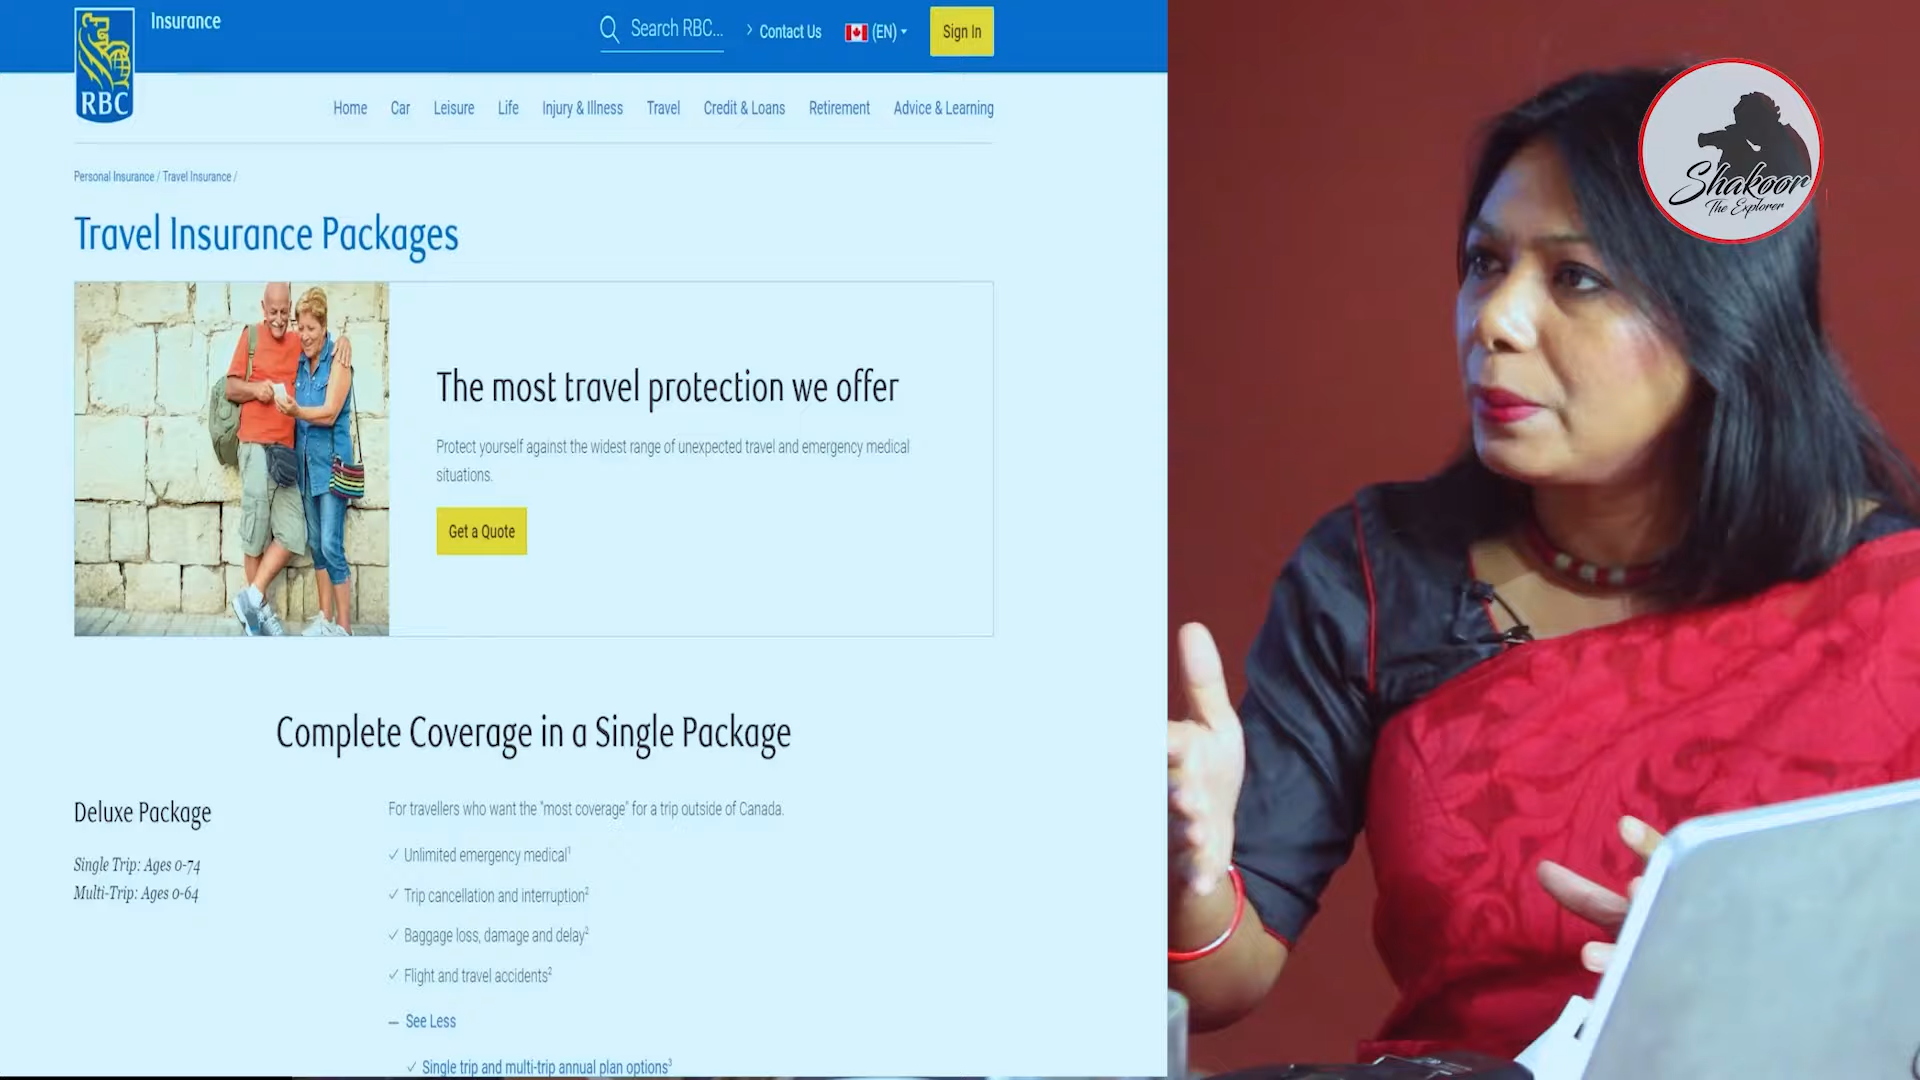 Insurance
Search RBC...
Contact Us
(EN)
Sign In
RBC
Home
Car
Leisure
Life
Injury & Illness
Travel
Credit & Loans
Retirement
Advice & Learning
Personal Insurance / Travel Insurance /
Travel Insurance Packages
The most travel protection we offer
Protect yourself against the widest range of unexpected travel and emergency medical
situations.
Get a Quote
Complete Coverage in a Single Package
Deluxe Package
Single Trip: Ages 0-74
Multi-Trip: Ages 0-64
For travellers who want the "most coverage" for a trip outside of Canada.
✓ Unlimited emergency medical¹
✓ Trip cancellation and interruption²
✓ Baggage loss, damage and delay²
✓ Flight and travel accidents²
— See Less
✓ Single trip and multi-trip annual plan options³
Shakoor
The Explorer